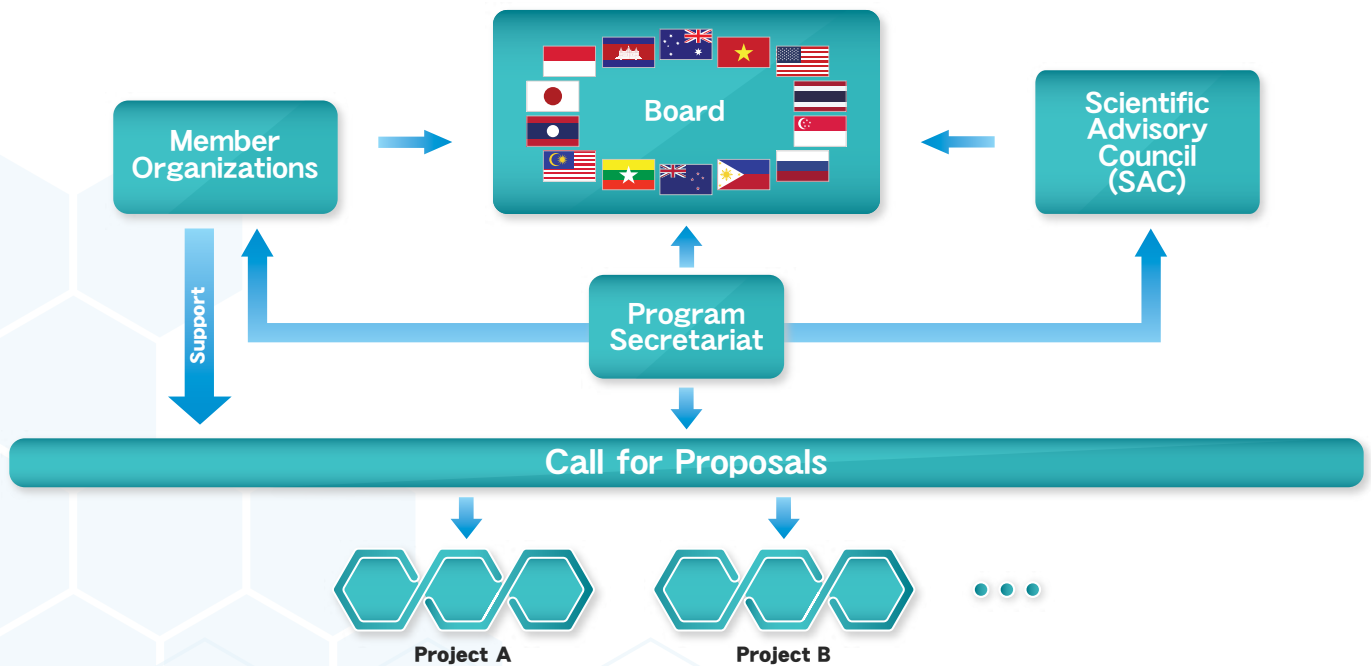 Board
Member
Organizations
Scientific
Advisory
Council
(SAC)
Program
Secretariat
Support
Call for Proposals
Project A
Project B